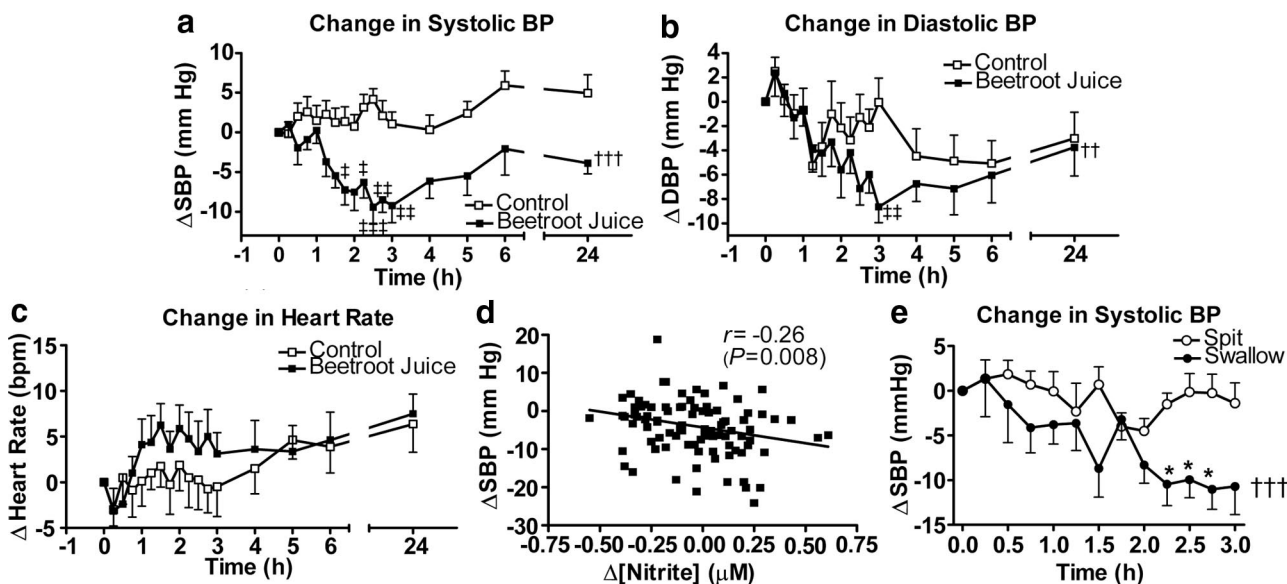 a
Change in Systolic BP
ΔSBP (mm Hg)
10
5
0
-5
-10
Control
Beetroot Juice
‡
‡
‡‡
‡‡‡
‡‡
†††
Control
Beetroot Juice
-1 0 1 2 3 4 5 6 24
Time (h)
b
Change in Diastolic BP
Δ DBP (mm Hg)
4
2
0
-2
-4
-6
-8
-10
Control
Beetroot Juice
††
‡‡
-1 0 1 2 3 4 5 6 24
Time (h)
c
Change in Heart Rate
Δ Heart Rate (bpm)
15
10
5
0
-5
Control
Beetroot Juice
-1 0 1 2 3 4 5 6 24
Time (h)
d
r= -0.26
(P=0.008)
ΔSBP (mm Hg)
20
10
0
-10
-20
-30
-0.75 -0.50 -0.25 0.00 0.25 0.50 0.75
Δ[Nitrite] (μM)
e
Change in Systolic BP
Spit
Swallow
ΔSBP (mmHg)
5
0
-5
-10
-15
* * *
†††
0.0 0.5 1.0 1.5 2.0 2.5 3.0
Time (h)